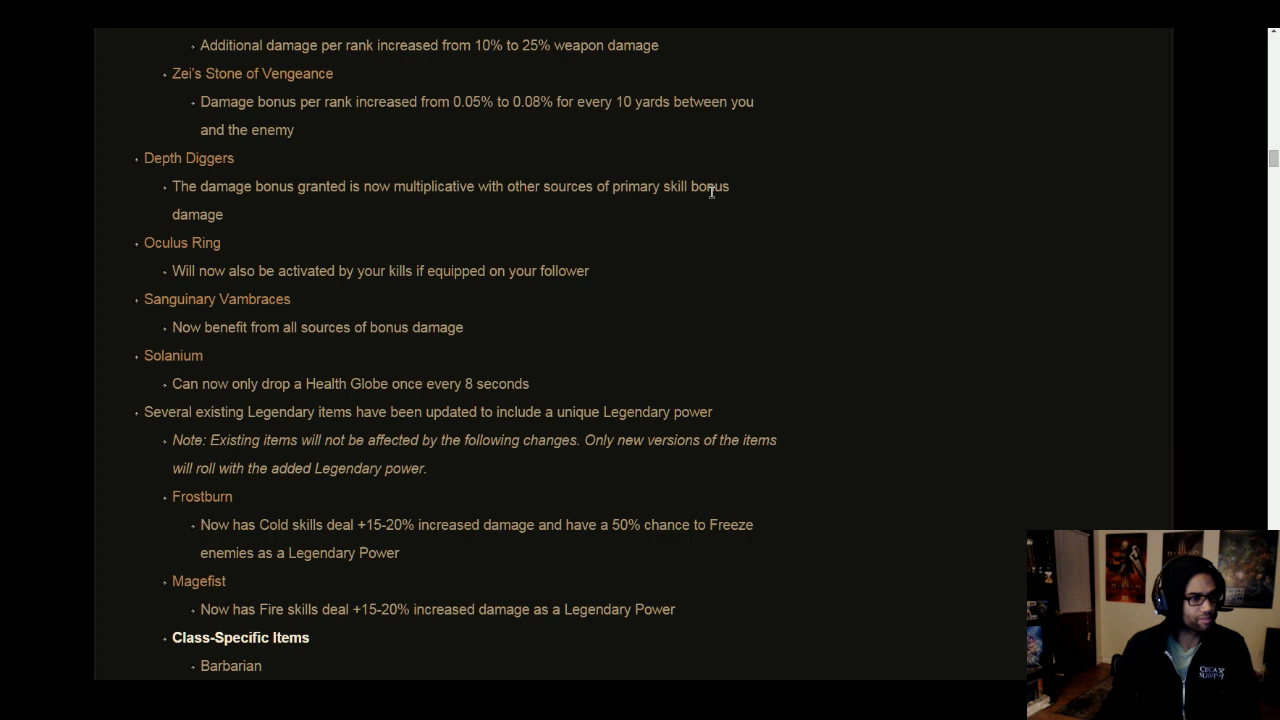 Additional damage per rank increased from 10% to 25% weapon damage
Zei's Stone of Vengeance
Damage bonus per rank increased from 0.05% to 0.08% for every 10 yards between you
and the enemy
Depth Diggers
The damage bonus granted is now multiplicative with other sources of primary skill bonus
damage
Oculus Ring
Will now also be activated by your kills if equipped on your follower
Sanguinary Vambraces
Now benefit from all sources of bonus damage
Solanium
Can now only drop a Health Globe once every 8 seconds
Several existing Legendary items have been updated to include a unique Legendary power
Note: Existing items will not be affected by the following changes. Only new versions of the items
will roll with the added Legendary power.
Frostburn
Now has Cold skills deal +15-20% increased damage and have a 50% chance to Freeze
enemies as a Legendary Power
Magefist
Now has Fire skills deal +15-20% increased damage as a Legendary Power
Class-Specific Items
Barbarian